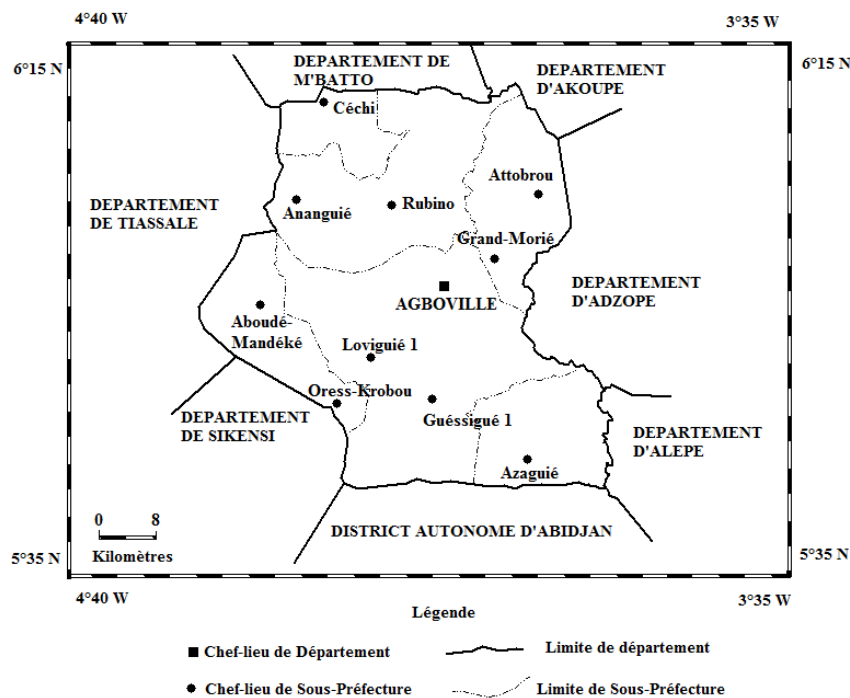 4°40 W
3°35 W
6°15 N
6°15 N
DEPARTEMENT DE
M'BATTO
DEPARTEMENT
D'AKOUPE
Céchi
Attobrou
DEPARTEMENT
DE TIASSALE
Ananguié
Rubino
Grand-Morié
DEPARTEMENT
D'ADZOPE
AGBOVILLE
Aboudé-
Mandéké
Loviguié 1
Oress-Krobou
DEPARTEMENT
DE SIKENSI
Guéssigué 1
DEPARTEMENT
D'ALEPE
Azaguié
0 8
Kilomètres
DISTRICT AUTONOME D'ABIDJAN
5°35 N
5°35 N
4°40 W
3°35 W
Légende
Chef-lieu de Département
Limite de département
Chef-lieu de Sous-Préfecture
Limite de Sous-Préfecture